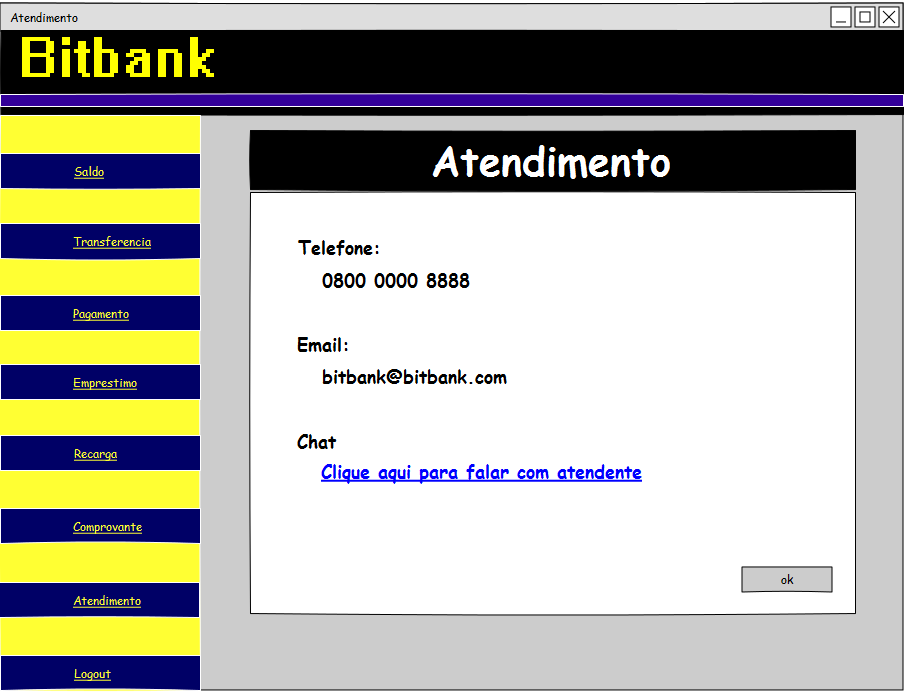 Atendimento
Bitbank
Saldo
Transferencia
Pagamento
Emprestimo
Recarga
Comprovante
Atendimento
Logout
Atendimento
Telefone:
0800 0000 8888
Email:
bitbank@bitbank.com
Chat
Clique aqui para falar com atendente
ok